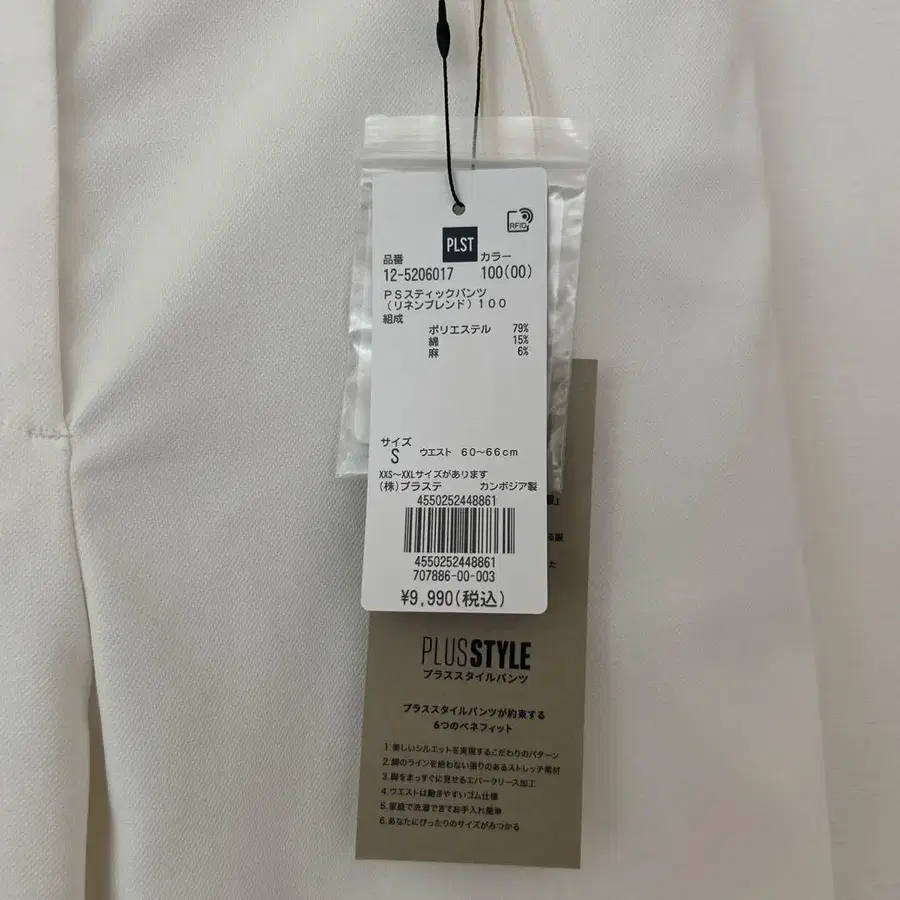 RFID
PLST
品番
カラー
12-5206017
100(00)
PSスティックパンツ
(リネンブレンド)100
組成
ポリエステル 79%
綿 15%
麻 6%
サイズ
S
ウエスト 60〜66cm
XXS〜XXLサイズがあります
(株)プラステ
カンボジア製
4550252448861
4550252448861
707886-00-003
¥9,990(税込)
PLUSSTYLE
プラススタイルパンツ
プラススタイルパンツが約束する
6つのベネフィット
1.美しいシルエットを実現するこだわりのパターン
2.脚のラインを拾わない張りのあるストレッチ素材
3.脚をまっすぐに見せるエバークリース加工
4.ウエストは動きやすいゴム仕様
5.家庭で洗濯できてお手入れ簡単
6.あなたにぴったりのサイズがみつかる